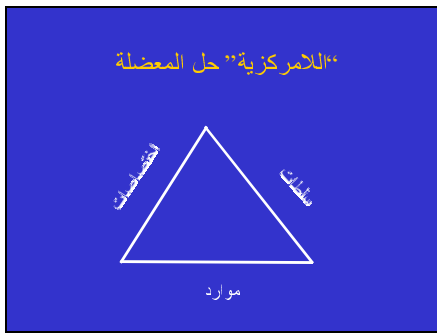 “اللامركزية” حل المعضلة
اختصاصات
سلطات
موارد